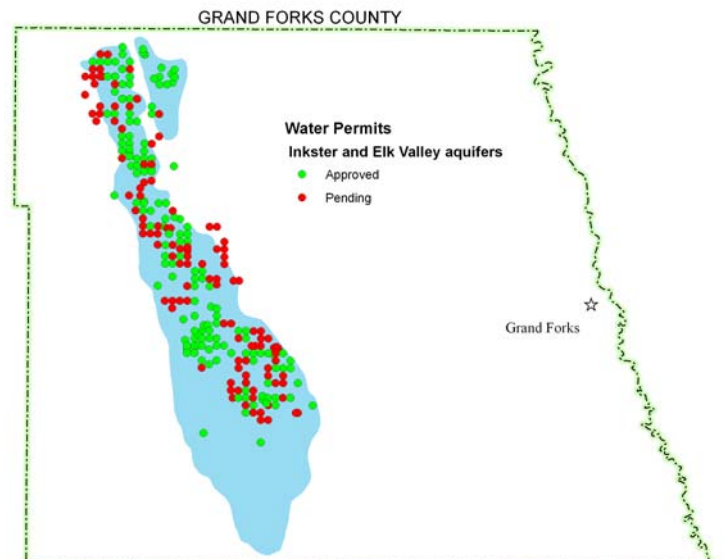 GRAND FORKS COUNTY
Water Permits
Inkster and Elk Valley aquifers
Approved
Pending
Grand Forks